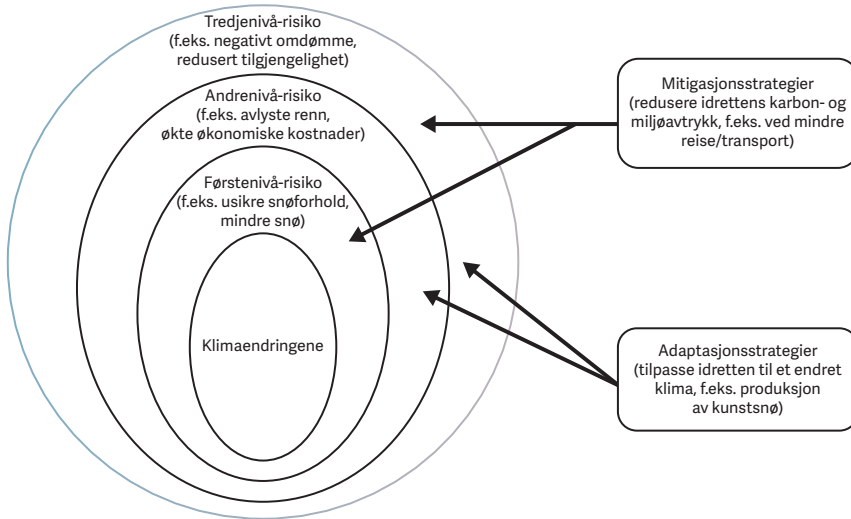 Tredjenivå-risiko
(f.eks. negativt omdømme,
redusert tilgjengelighet)
Andrenivå-risiko
(f.eks. avlyste renn,
økte økonomiske kostnader)
Førstenivå-risiko
(f.eks. usikre snøforhold,
mindre snø)
Klimaendringene
Mitigasjonsstrategier
(redusere idrettens karbon- og
miljøavtrykk, f.eks. ved mindre
reise/transport)
Adaptasjonsstrategier
(tilpasse idretten til et endret
klima, f.eks. produksjon
av kunstsnø)